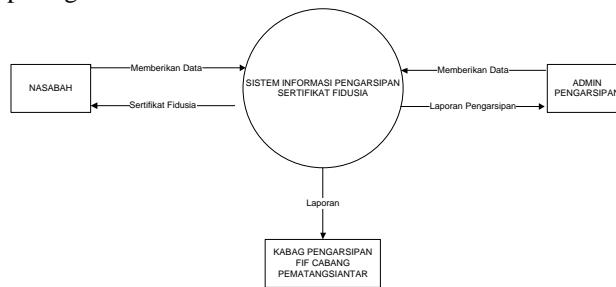 Memberikan Data
Memberikan Data
NASABAH
SISTEM INFORMASI PENGARSIPAN
SERTIFIKAT FIDUSIA
ADMIN
PENGARSIPAN
Sertifikat Fidusia
Laporan Pengarsipan
Laporan
KABAG PENGARSIPAN
FIF CABANG
PEMATANGSIANTAR